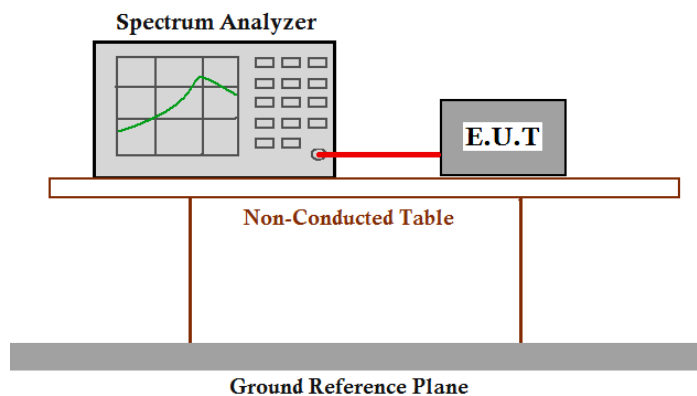 Spectrum Analyzer
E.U.T
Non-Conducted Table
Ground Reference Plane